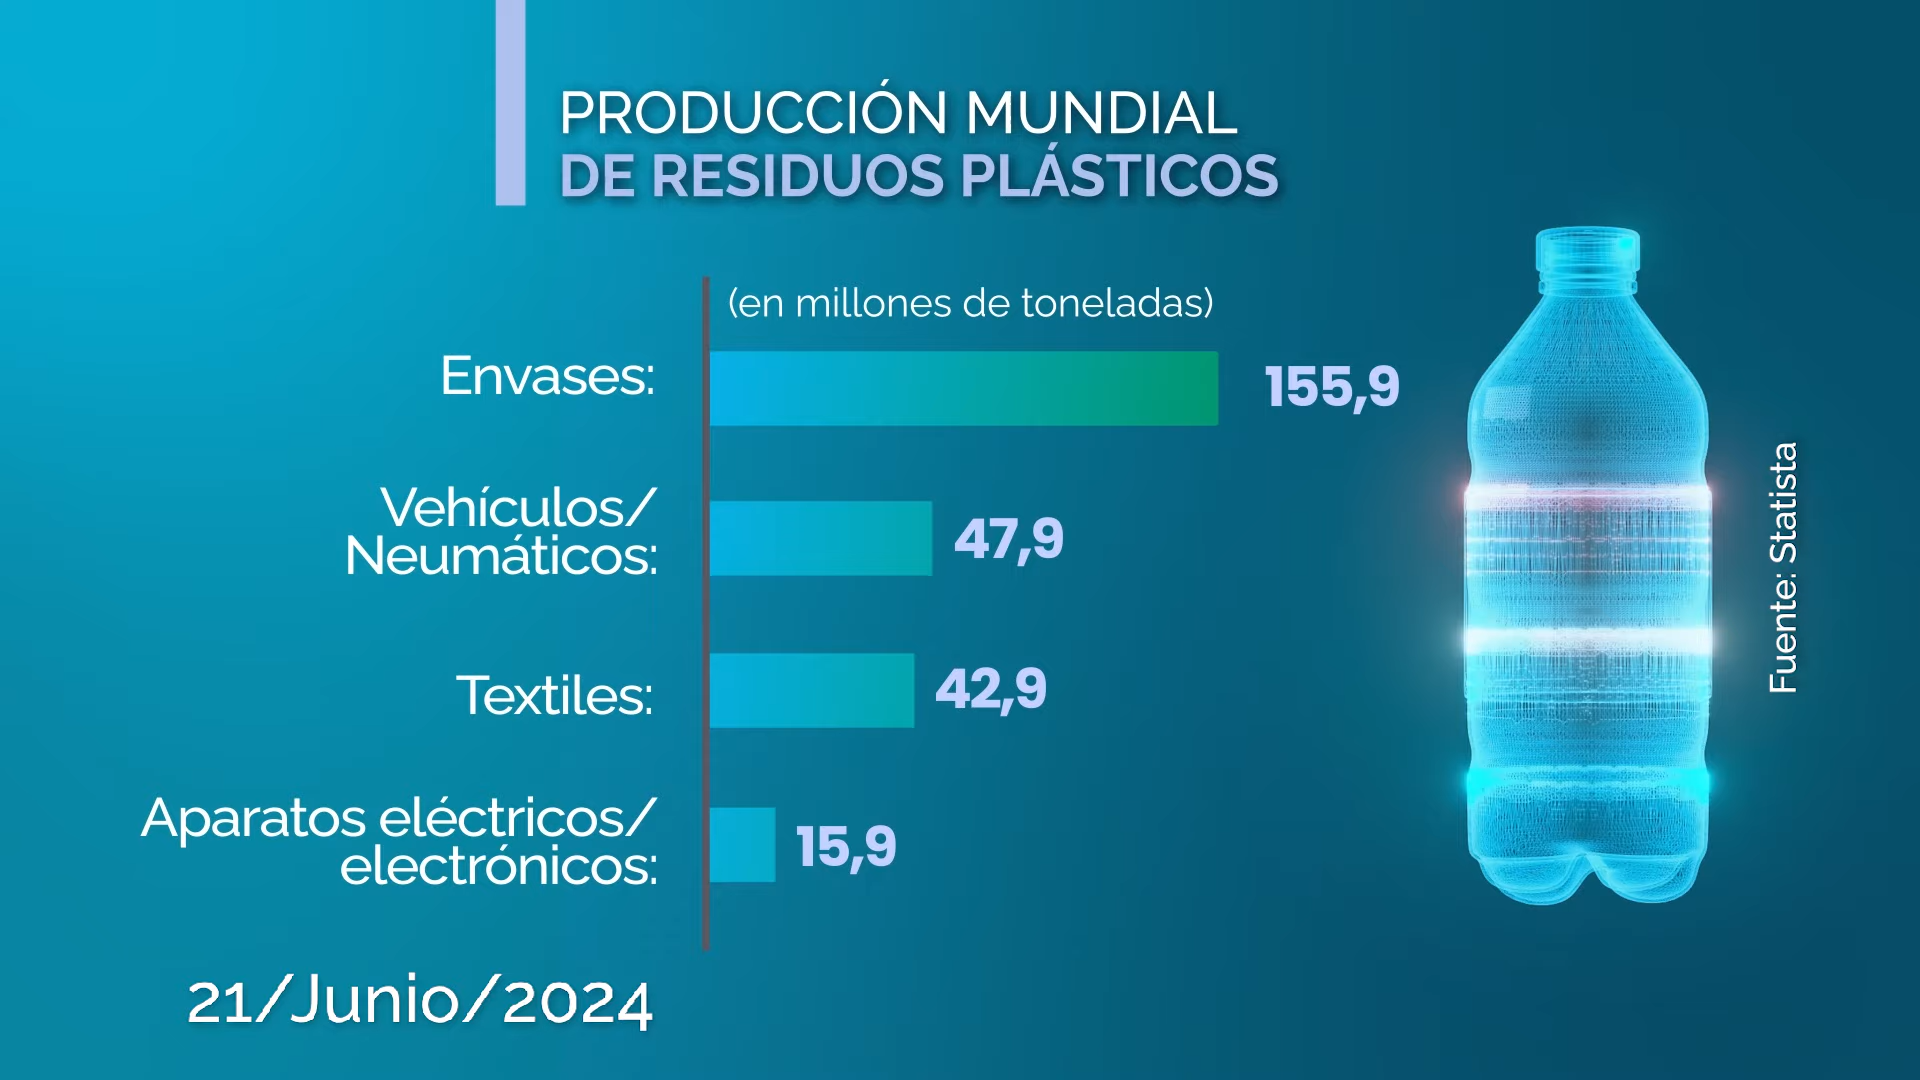 PRODUCCIÓN MUNDIAL
DE RESIDUOS PLÁSTICOS
(en millones de toneladas)
Envases:
155,9
Vehículos/
Neumáticos:
47,9
Textiles:
42,9
Aparatos eléctricos/
electrónicos:
15,9
21/Junio/2024
Fuente: Statista